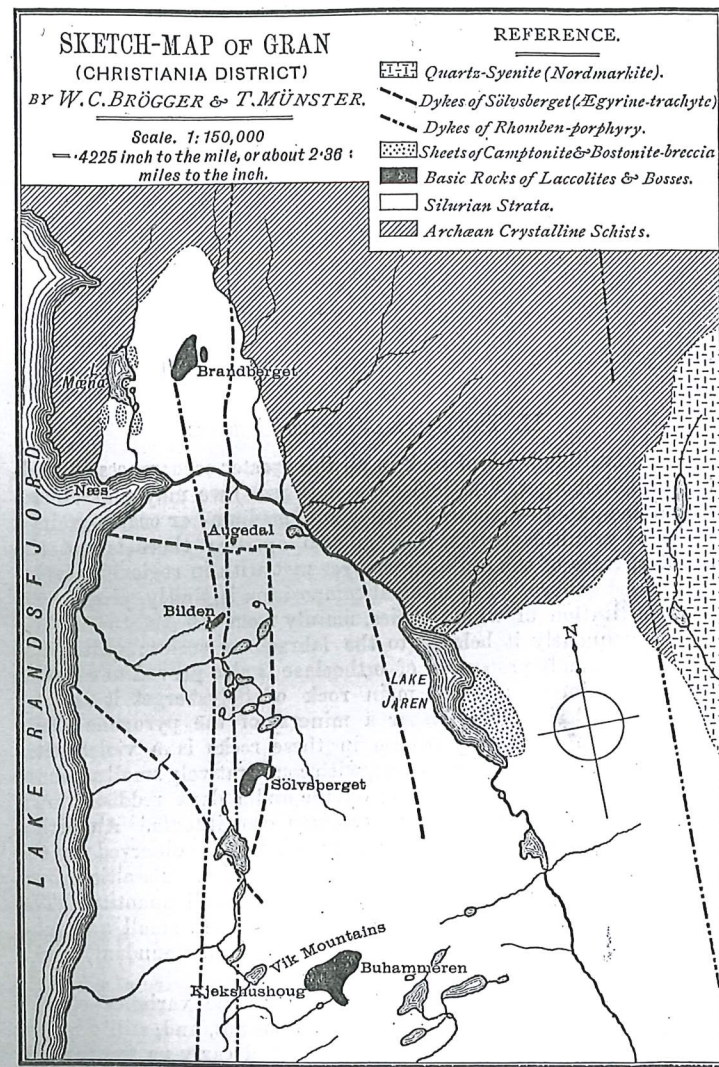 SKETCH-MAP OF GRAN
(CHRISTIANIA DISTRICT)
BY W.C.BRÖGGER & T.MÜNSTER.
Scale. 1:150,000
= ·4225 inch to the mile, or about 2·36
miles to the inch.
REFERENCE.
Quartz-Syenite (Nordmarkite).
Dykes of Sölvsberget (Ægyrine-trachyte)
Dykes of Rhomben-porphyry.
Sheets of Camptonite & Bostonite-breccia
Basic Rocks of Laccolites & Bosses.
Silurian Strata.
Archæan Crystalline Schists.
L.
Mæna
Brandberget
Næs
Augedal
Bilden
LAKE
JAREN
N
Sölvsberget
LAKE RANDSFJORD
Vik Mountains
Buhammeren
Kjekshushoug